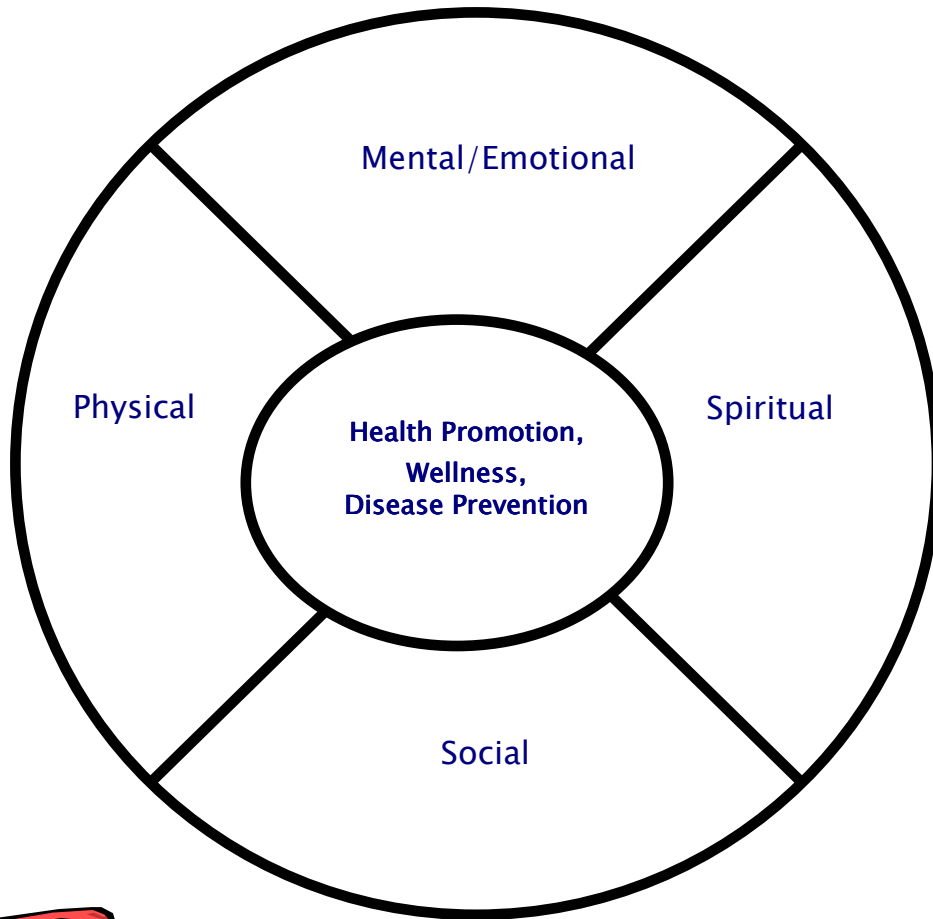 Mental/Emotional
Physical
Spiritual
Health Promotion,
Wellness,
Disease Prevention
Social